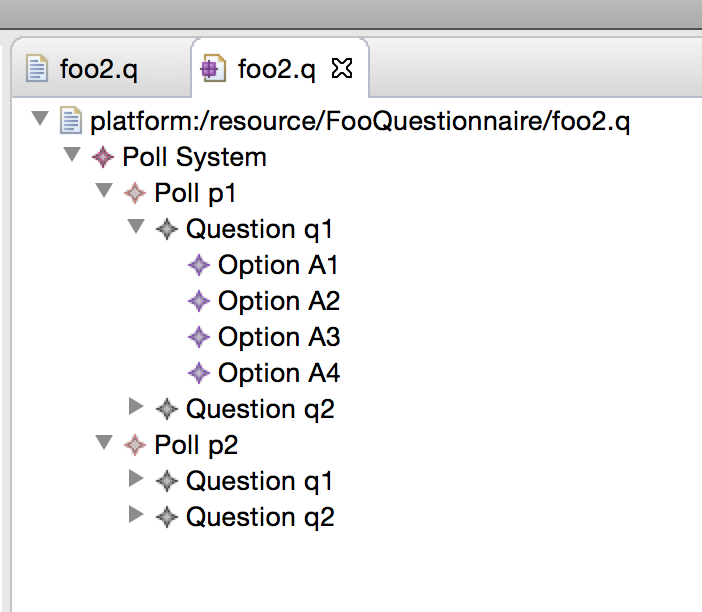 foo2.q foo2.q
platform:/resource/FooQuestionnaire/foo2.q
Poll System
Poll p1
Question q1
Option A1
Option A2
Option A3
Option A4
Question q2
Poll p2
Question q1
Question q2